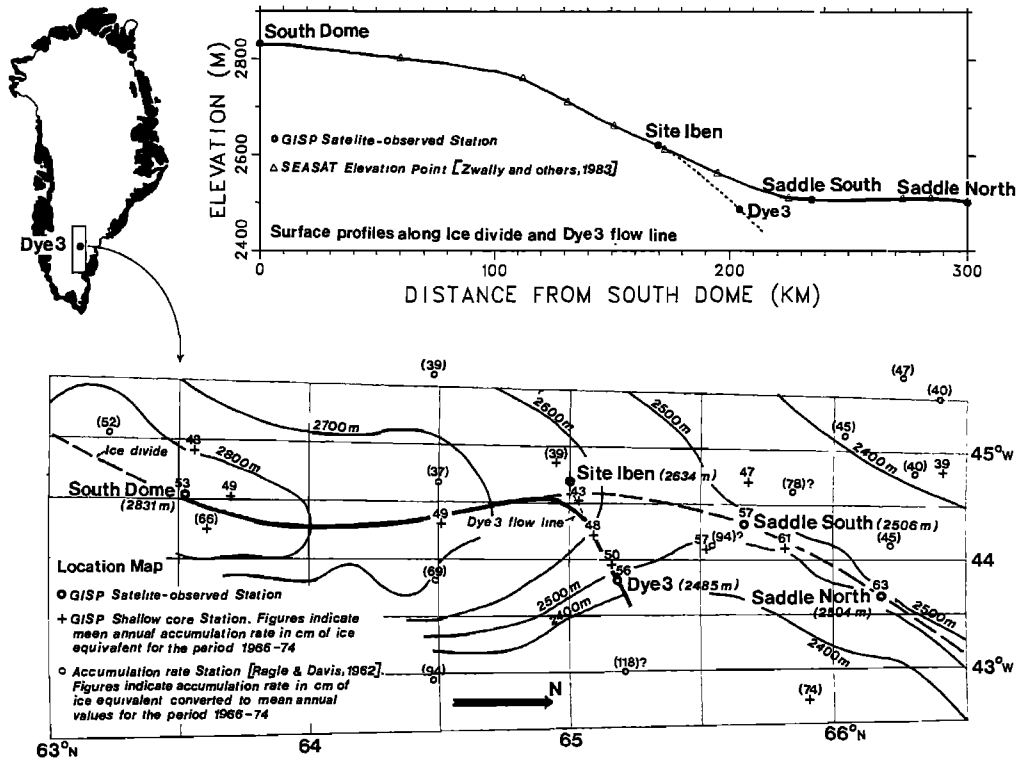 ELEVATION (M)
2800
2600
2400
South Dome
Site Iben
GISP Satelite-observed Station
SEASAT Elevation Point [Zwally and others, 1983]
Saddle South
Saddle North
Dye3
Surface profiles along Ice divide and Dye3 flow line
0
100
200
300
DISTANCE FROM SOUTH DOME (KM)
Dye3
(39)
(47)
(40)
2700m
2600m
2500m
(52)
43
(45)
2400m
Ice divide
2800m
(37)
(39)
Site Iben (2634 m)
47
(78)?
(40)
39
45°W
South Dome
(2831 m)
53
49
43
(66)
49
Dye3 flow line
48
57
Saddle South (2506 m)
57
(94)?
61
(45)
44
Location Map
(69)
50
56
Dye3 (2485 m)
2500m
2400m
63
Saddle North
(2504 m)
2500m
2400m
GISP Satelite-observed Station
+ GISP Shallow core Station. Figures indicate
mean annual accumulation rate in cm of ice
equivalent for the period 1966-74
Accumulation rate Station [Ragle & Davis, 1962].
Figures indicate accumulation rate in cm of
ice equivalent converted to mean annual
values for the period 1966-74
(94)
(118)?
43
N
(74)
63°N
64
65
66°N